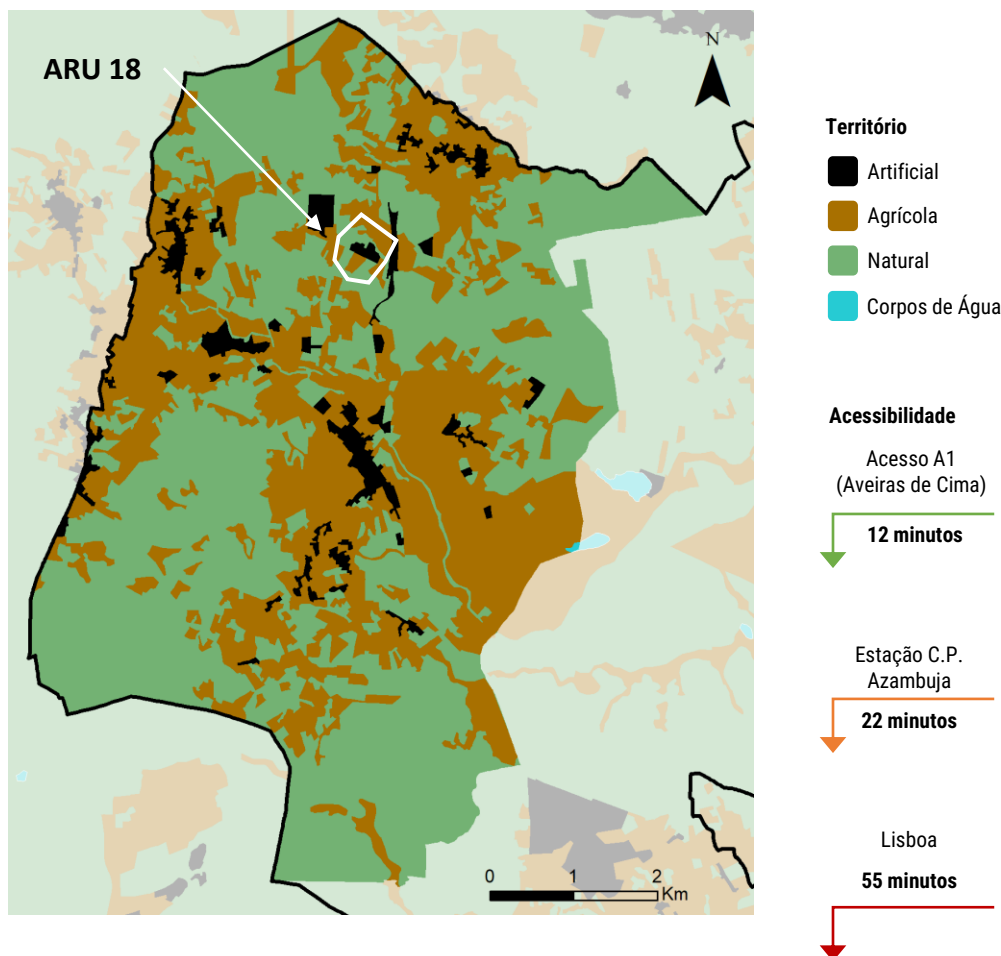 ARU 18
N
0 1 2
Km
Território
Artificial
Agrícola
Natural
Corpos de Água
Acessibilidade
Acesso A1
(Aveiras de Cima)
12 minutos
Estação C.P.
Azambuja
22 minutos
Lisboa
55 minutos